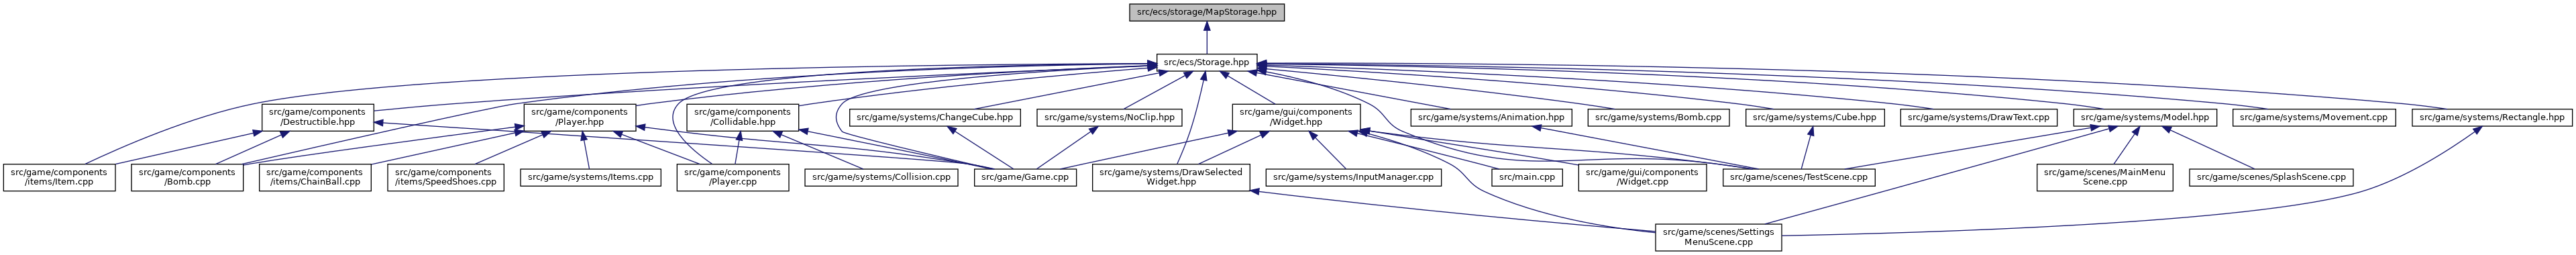 src/ecs/storage/MapStorage.hpp
src/ecs/Storage.hpp
src/game/components
/Destructible.hpp
src/game/components
/Player.hpp
src/game/components
/Collidable.hpp
src/game/systems/ChangeCube.hpp
src/game/systems/NoClip.hpp
src/game/gui/components
/Widget.hpp
src/game/systems/Animation.hpp
src/game/systems/Bomb.cpp
src/game/systems/Cube.hpp
src/game/systems/DrawText.cpp
src/game/systems/Model.hpp
src/game/systems/Movement.cpp
src/game/systems/Rectangle.hpp
src/game/components
/items/Item.cpp
src/game/components
/Bomb.cpp
src/game/components
/items/ChainBall.cpp
src/game/components
/items/SpeedShoes.cpp
src/game/systems/Items.cpp
src/game/components
/Player.cpp
src/game/systems/Collision.cpp
src/game/Game.cpp
src/game/systems/DrawSelected
Widget.hpp
src/game/systems/InputManager.cpp
src/main.cpp
src/game/gui/components
/Widget.cpp
src/game/scenes/TestScene.cpp
src/game/scenes/MainMenu
Scene.cpp
src/game/scenes/SplashScene.cpp
src/game/scenes/Settings
MenuScene.cpp